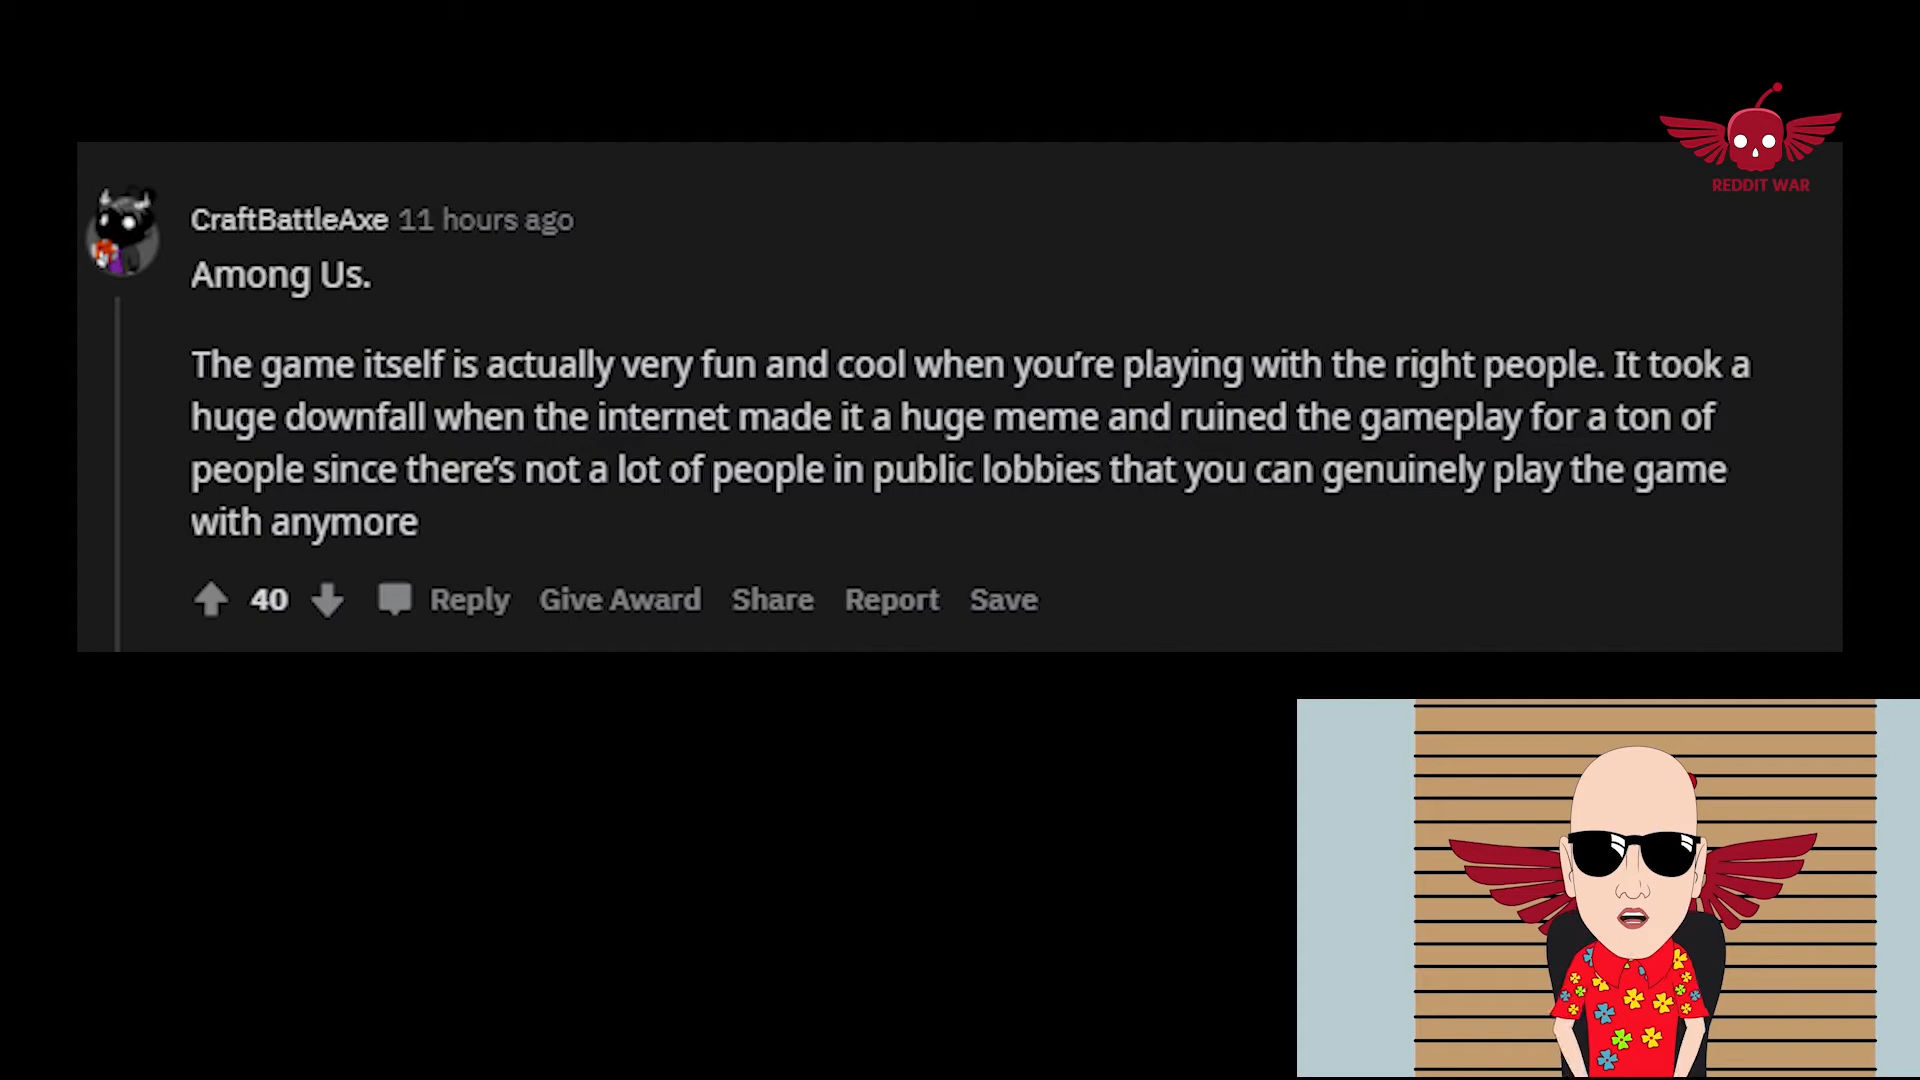 REDDIT WAR
CraftBattleAxe 11 hours ago
Among Us.
The game itself is actually very fun and cool when you’re playing with the right people. It took a
huge downfall when the internet made it a huge meme and ruined the gameplay for a ton of
people since there’s not a lot of people in public lobbies that you can genuinely play the game
with anymore
40 Reply Give Award Share Report Save